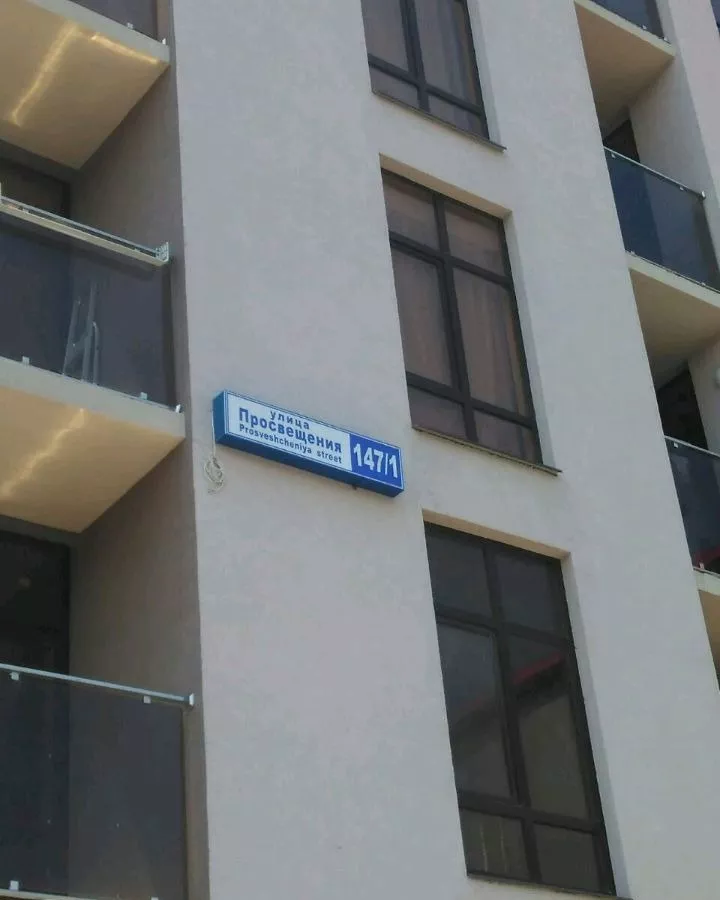 улица
Просвещения
Prosveshcheniya street
147/1